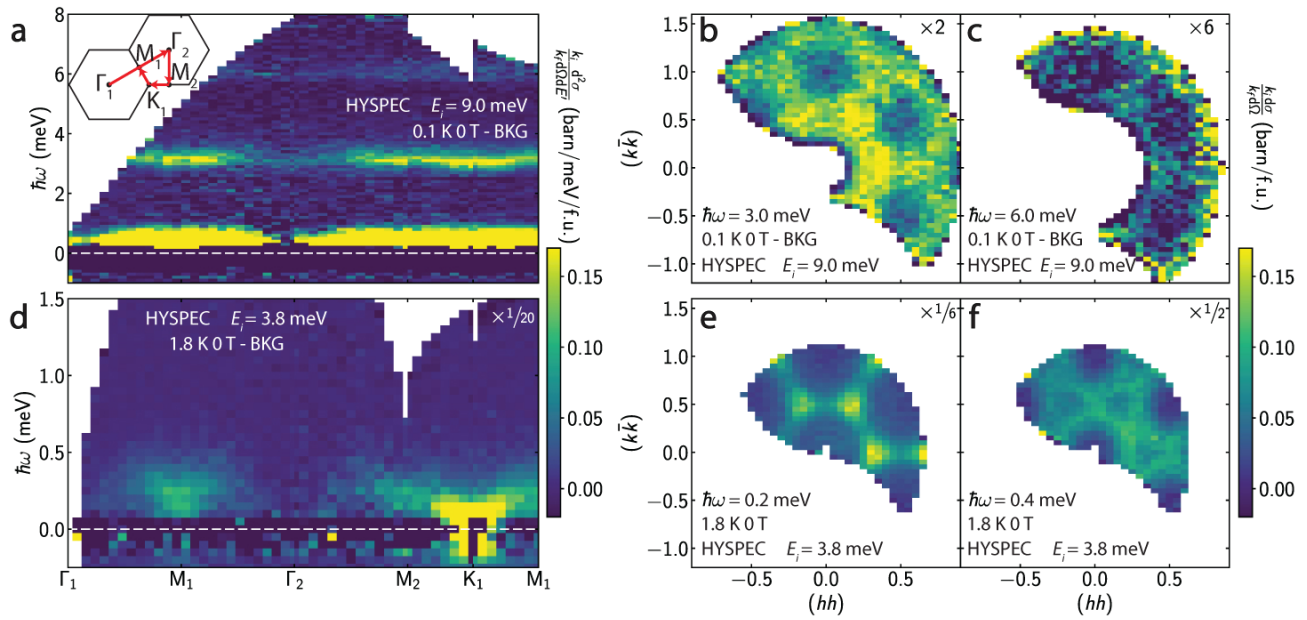 a
8
6
4
2
0
ħω (meV)
Γ1
M1
Γ2
M2
K1
HYSPEC Ei = 9.0 meV
0.1 K 0 T - BKG
ki d²σ
kf dΩdE
(barn/meV/f.u.)
0.15
0.10
0.05
0.00
b
×2
1.5
1.0
0.5
0.0
−0.5
−1.0
(kk̄)
ħω = 3.0 meV
0.1 K 0 T - BKG
HYSPEC Ei = 9.0 meV
c
×6
ħω = 6.0 meV
0.1 K 0 T - BKG
HYSPEC Ei = 9.0 meV
ki dσ
kf dΩ
(barn/f.u.)
0.15
0.10
0.05
0.00
d
HYSPEC Ei = 3.8 meV
1.8 K 0 T - BKG
×1/20
1.5
1.0
0.5
0.0
ħω (meV)
Γ1 M1 Γ2 M2 K1 M1
e
×1/6
1.0
0.5
0.0
−0.5
−1.0
(kk̄)
ħω = 0.2 meV
1.8 K 0 T
HYSPEC Ei = 3.8 meV
−0.5 0.0 0.5
(hh)
f
×1/2
ħω = 0.4 meV
1.8 K 0 T
HYSPEC Ei = 3.8 meV
−0.5 0.0 0.5
(hh)